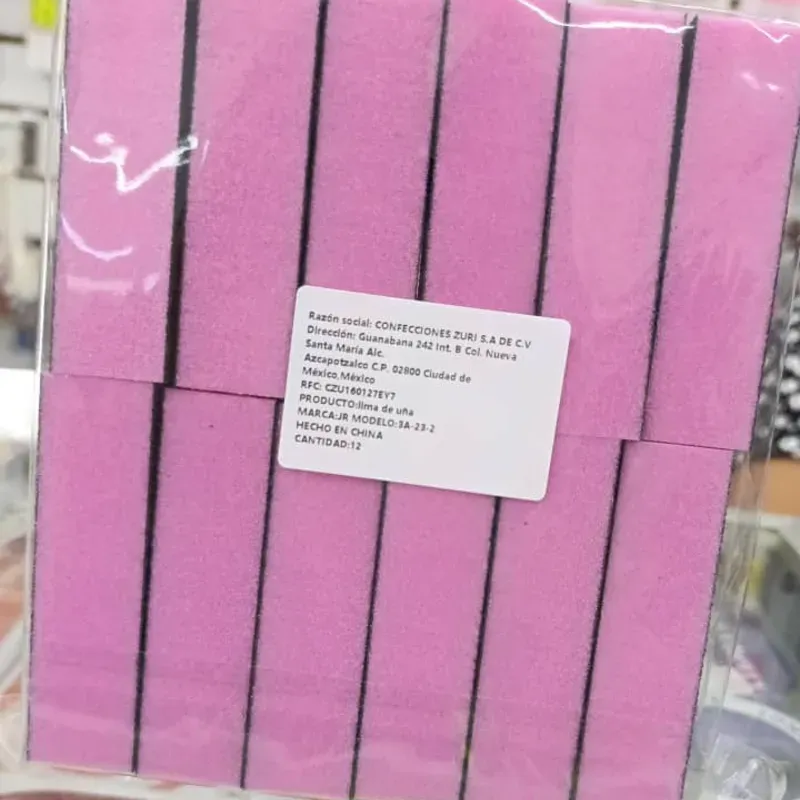 Razón social: CONFECCIONES ZURI S.A DE C.V
Dirección: Guanabana 242 Int. B Col. Nueva
Santa María Alc.
Azcapotzalco C.P. 02800 Ciudad de
México,México
RFC: CZU160127EY7
PRODUCTO:lima de uña
MARCA:JR MODELO:3A-23-2
HECHO EN CHINA
CANTIDAD:12